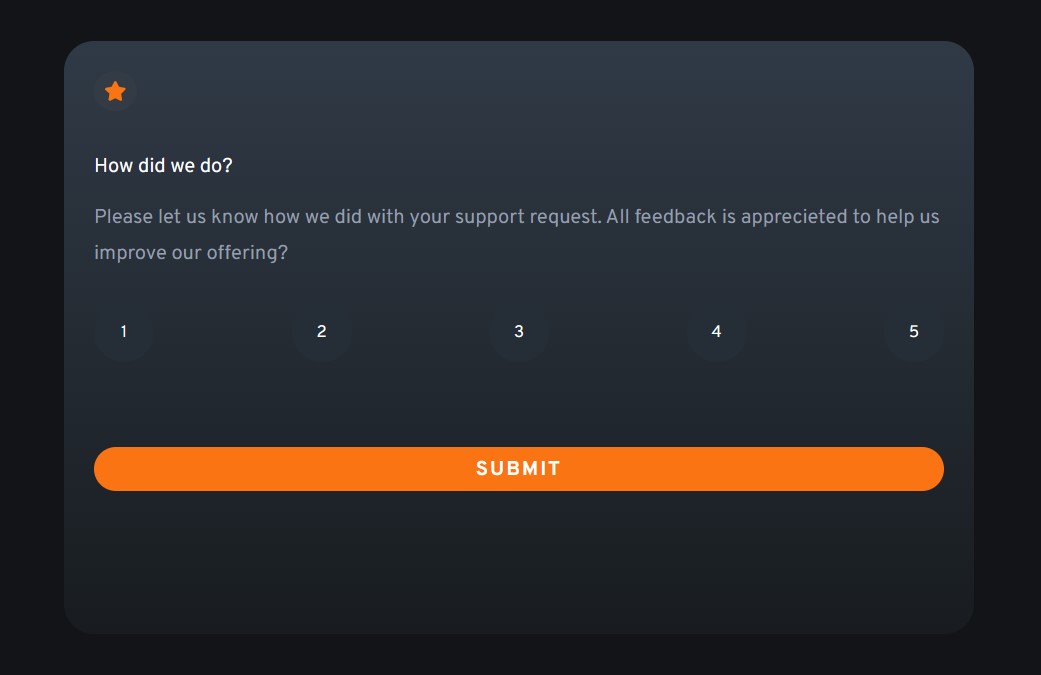 How did we do?
Please let us know how we did with your support request. All feedback is apprecieted to help us
improve our offering?
1 2 3 4 5
SUBMIT